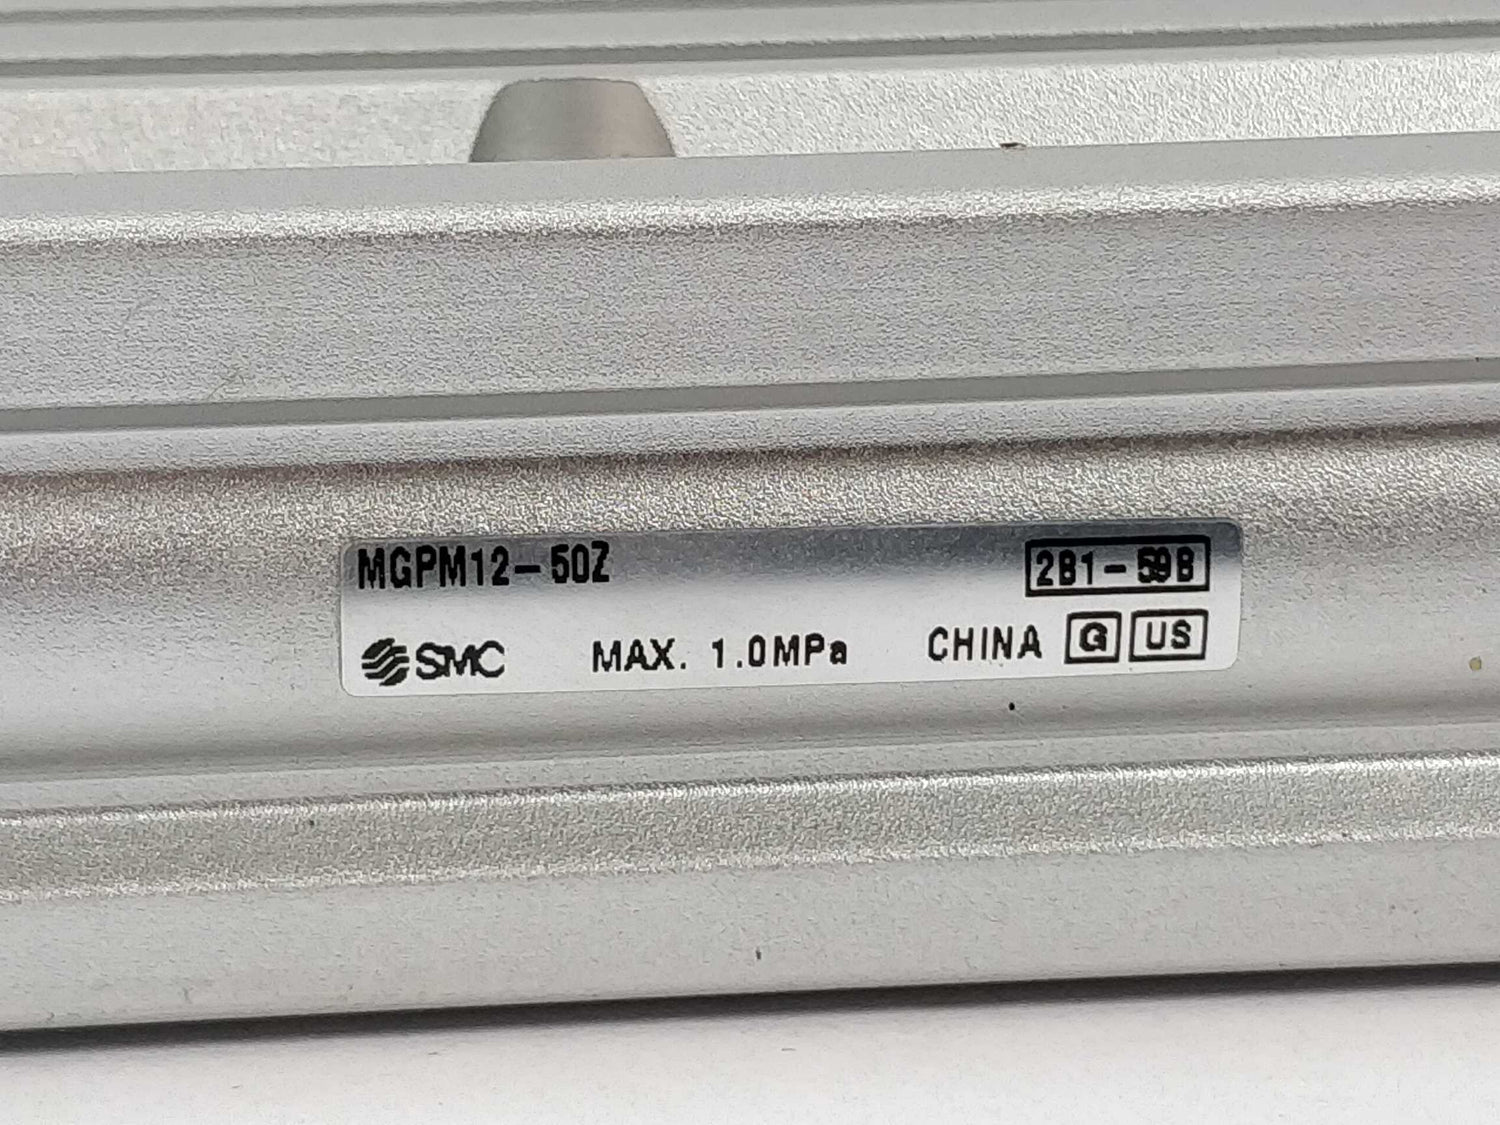 MGPM12-50Z 2B1-59B
SMC MAX. 1.0MPa CHINA G US